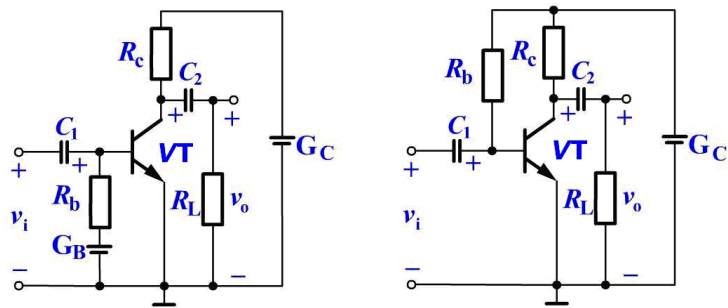 Rc
C2
+
+
C1
+
VT
GC
+
Rb
RL
vo
vi
GB
−
−
Rb
Rc
C2
+
+
C1
+
VT
GC
+
RL
vo
vi
−
−